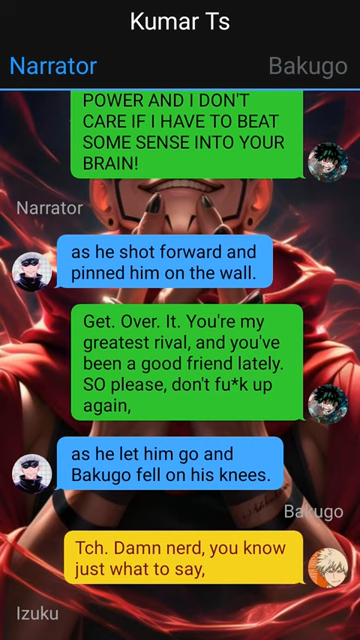 Kumar Ts
Narrator Bakugo
POWER AND I DON'T
CARE IF I HAVE TO BEAT
SOME SENSE INTO YOUR
BRAIN!
Narrator
as he shot forward and
pinned him on the wall.
Get. Over. It. You're my
greatest rival, and you've
been a good friend lately.
SO please, don't fu*k up
again,
as he let him go and
Bakugo fell on his knees.
Bakugo
Tch. Damn nerd, you know
just what to say,
Izuku